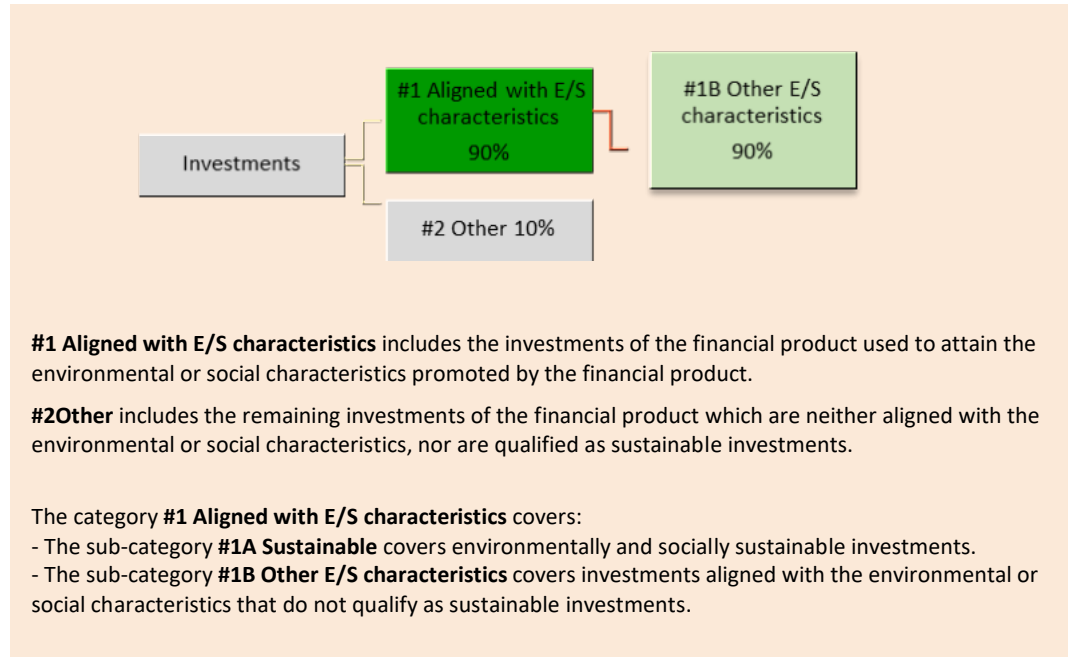 #1 Aligned with E/S
characteristics
90%
#1B Other E/S
characteristics
90%
Investments
#2 Other 10%
#1 Aligned with E/S characteristics includes the investments of the financial product used to attain the
environmental or social characteristics promoted by the financial product.
#2Other includes the remaining investments of the financial product which are neither aligned with the
environmental or social characteristics, nor are qualified as sustainable investments.
The category #1 Aligned with E/S characteristics covers:
- The sub-category #1A Sustainable covers environmentally and socially sustainable investments.
- The sub-category #1B Other E/S characteristics covers investments aligned with the environmental or
social characteristics that do not qualify as sustainable investments.